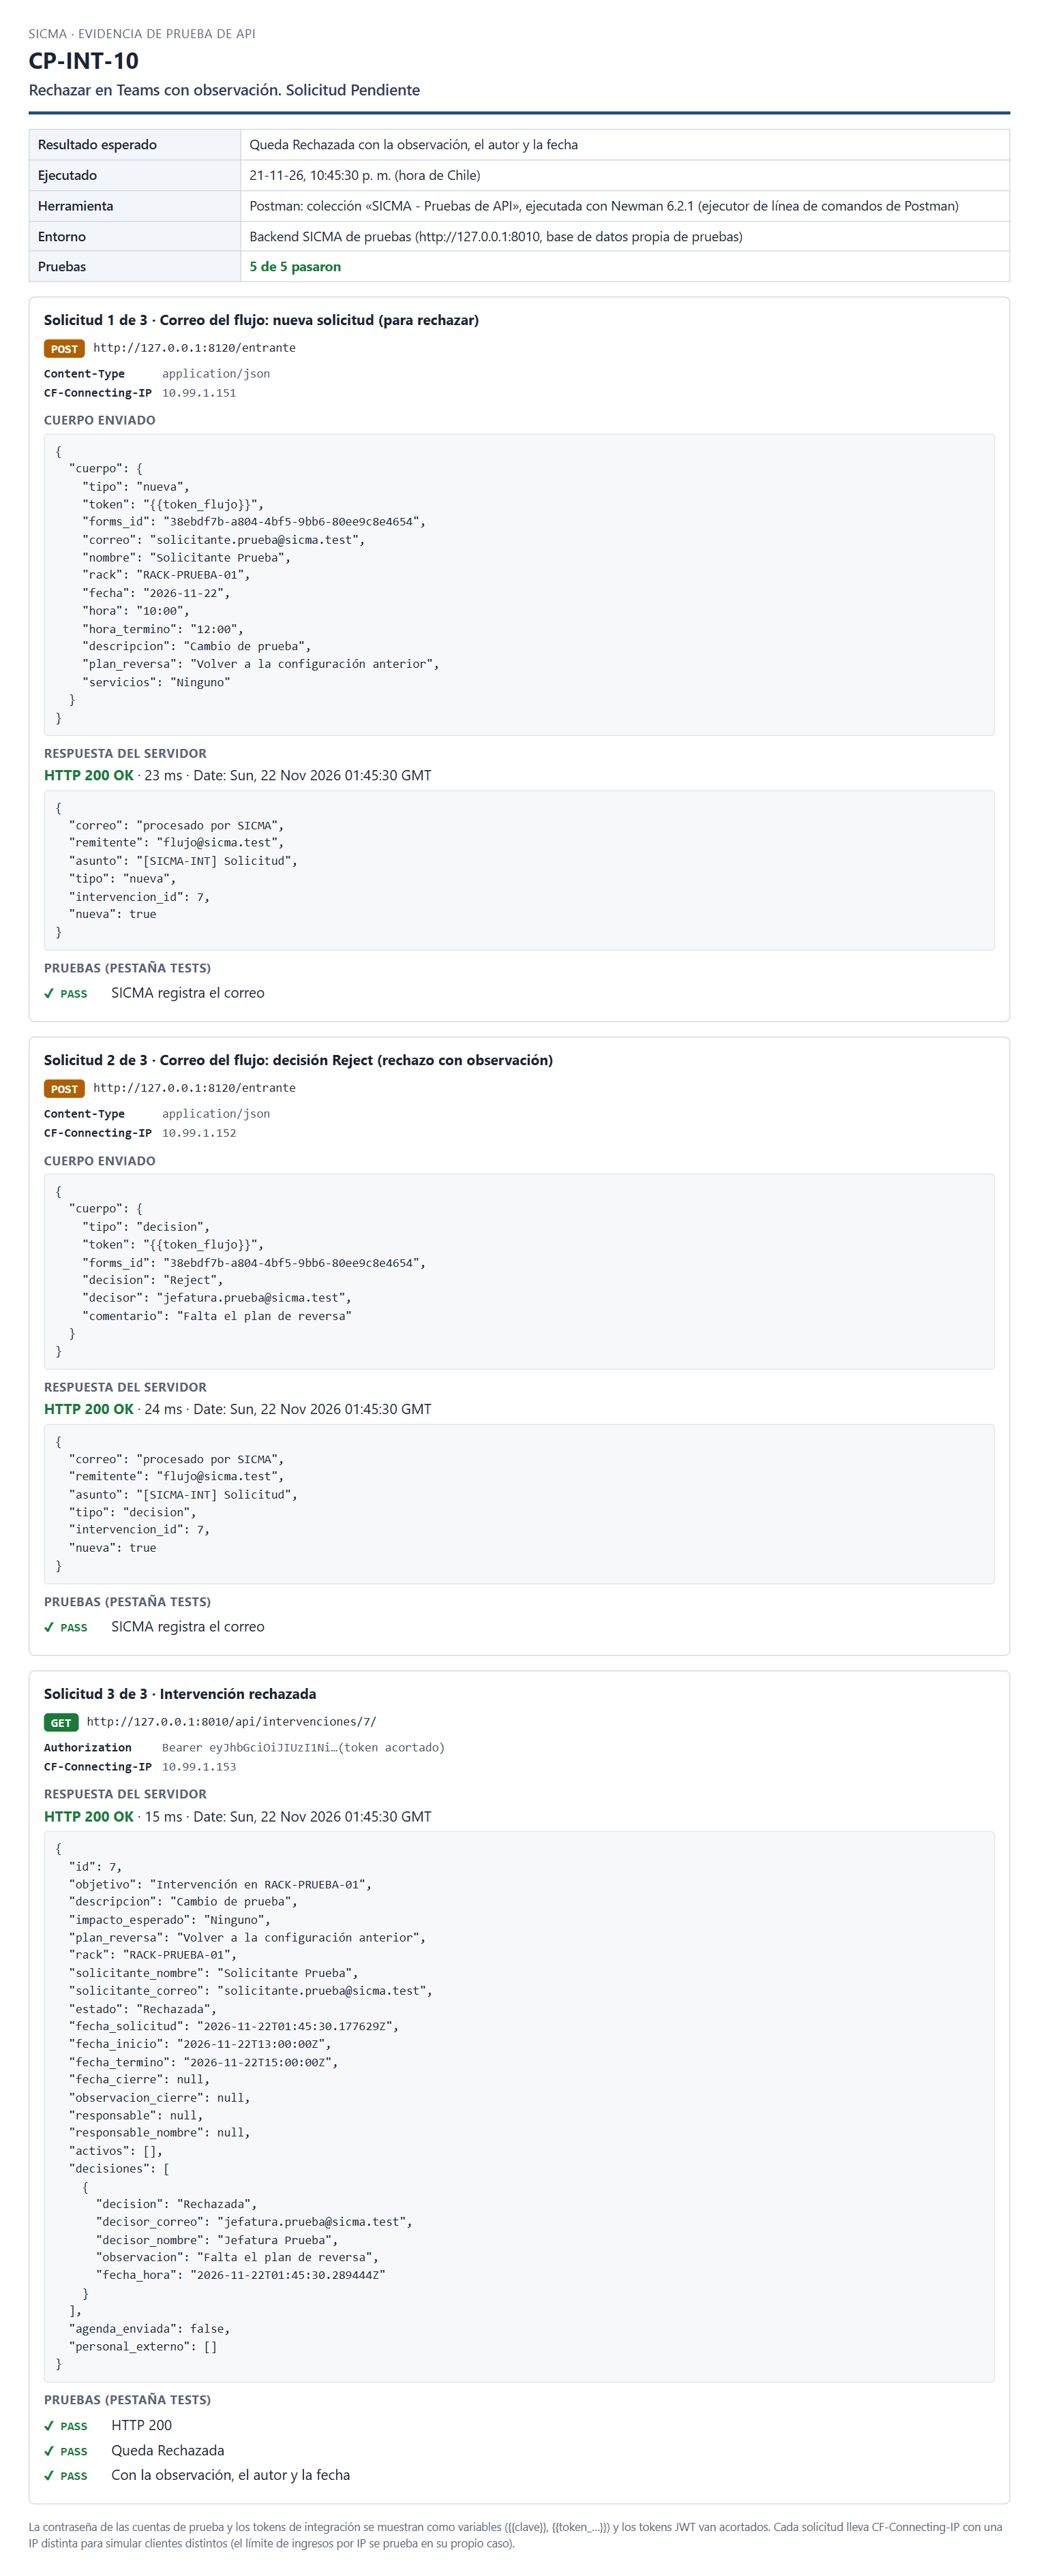 SICMA · EVIDENCIA DE PRUEBA DE API
CP-INT-10
Rechazar en Teams con observación. Solicitud Pendiente
Resultado esperado Queda Rechazada con la observación, el autor y la fecha
Ejecutado 21-11-26, 10:45:30 p. m. (hora de Chile)
Herramienta Postman: colección «SICMA - Pruebas de API», ejecutada con Newman 6.2.1 (ejecutor de línea de comandos de Postman)
Entorno Backend SICMA de pruebas (http://127.0.0.1:8010, base de datos propia de pruebas)
Pruebas 5 de 5 pasaron
Solicitud 1 de 3 · Correo del flujo: nueva solicitud (para rechazar)
POST http://127.0.0.1:8120/entrante
Content-Type application/json
CF-Connecting-IP 10.99.1.151
CUERPO ENVIADO
{
  "cuerpo": {
    "tipo": "nueva",
    "token": "{{token_flujo}}",
    "forms_id": "38ebdf7b-a804-4bf5-9bb6-80ee9c8e4654",
    "correo": "solicitante.prueba@sicma.test",
    "nombre": "Solicitante Prueba",
    "rack": "RACK-PRUEBA-01",
    "fecha": "2026-11-22",
    "hora": "10:00",
    "hora_termino": "12:00",
    "descripcion": "Cambio de prueba",
    "plan_reversa": "Volver a la configuración anterior",
    "servicios": "Ninguno"
  }
}
RESPUESTA DEL SERVIDOR
HTTP 200 OK · 23 ms · Date: Sun, 22 Nov 2026 01:45:30 GMT
{
  "correo": "procesado por SICMA",
  "remitente": "flujo@sicma.test",
  "asunto": "[SICMA-INT] Solicitud",
  "tipo": "nueva",
  "intervencion_id": 7,
  "nueva": true
}
PRUEBAS (PESTAÑA TESTS)
✔ PASS SICMA registra el correo
Solicitud 2 de 3 · Correo del flujo: decisión Reject (rechazo con observación)
POST http://127.0.0.1:8120/entrante
Content-Type application/json
CF-Connecting-IP 10.99.1.152
CUERPO ENVIADO
{
  "cuerpo": {
    "tipo": "decision",
    "token": "{{token_flujo}}",
    "forms_id": "38ebdf7b-a804-4bf5-9bb6-80ee9c8e4654",
    "decision": "Reject",
    "decisor": "jefatura.prueba@sicma.test",
    "comentario": "Falta el plan de reversa"
  }
}
RESPUESTA DEL SERVIDOR
HTTP 200 OK · 24 ms · Date: Sun, 22 Nov 2026 01:45:30 GMT
{
  "correo": "procesado por SICMA",
  "remitente": "flujo@sicma.test",
  "asunto": "[SICMA-INT] Solicitud",
  "tipo": "decision",
  "intervencion_id": 7,
  "nueva": true
}
PRUEBAS (PESTAÑA TESTS)
✔ PASS SICMA registra el correo
Solicitud 3 de 3 · Intervención rechazada
GET http://127.0.0.1:8010/api/intervenciones/7/
Authorization Bearer eyJhbGciOiJIUzI1Ni…(token acortado)
CF-Connecting-IP 10.99.1.153
RESPUESTA DEL SERVIDOR
HTTP 200 OK · 15 ms · Date: Sun, 22 Nov 2026 01:45:30 GMT
{
  "id": 7,
  "objetivo": "Intervención en RACK-PRUEBA-01",
  "descripcion": "Cambio de prueba",
  "impacto_esperado": "Ninguno",
  "plan_reversa": "Volver a la configuración anterior",
  "rack": "RACK-PRUEBA-01",
  "solicitante_nombre": "Solicitante Prueba",
  "solicitante_correo": "solicitante.prueba@sicma.test",
  "estado": "Rechazada",
  "fecha_solicitud": "2026-11-22T01:45:30.177629Z",
  "fecha_inicio": "2026-11-22T13:00:00Z",
  "fecha_termino": "2026-11-22T15:00:00Z",
  "fecha_cierre": null,
  "observacion_cierre": null,
  "responsable": null,
  "responsable_nombre": null,
  "activos": [],
  "decisiones": [
    {
      "decision": "Rechazada",
      "decisor_correo": "jefatura.prueba@sicma.test",
      "decisor_nombre": "Jefatura Prueba",
      "observacion": "Falta el plan de reversa",
      "fecha_hora": "2026-11-22T01:45:30.289444Z"
    }
  ],
  "agenda_enviada": false,
  "personal_externo": []
}
PRUEBAS (PESTAÑA TESTS)
✔ PASS HTTP 200
✔ PASS Queda Rechazada
✔ PASS Con la observación, el autor y la fecha
La contraseña de las cuentas de prueba y los tokens de integración se muestran como variables ({{clave}}, {{token_...}}) y los tokens JWT van acortados. Cada solicitud lleva CF-Connecting-IP con una
IP distinta para simular clientes distintos (el límite de ingresos por IP se prueba en su propio caso).